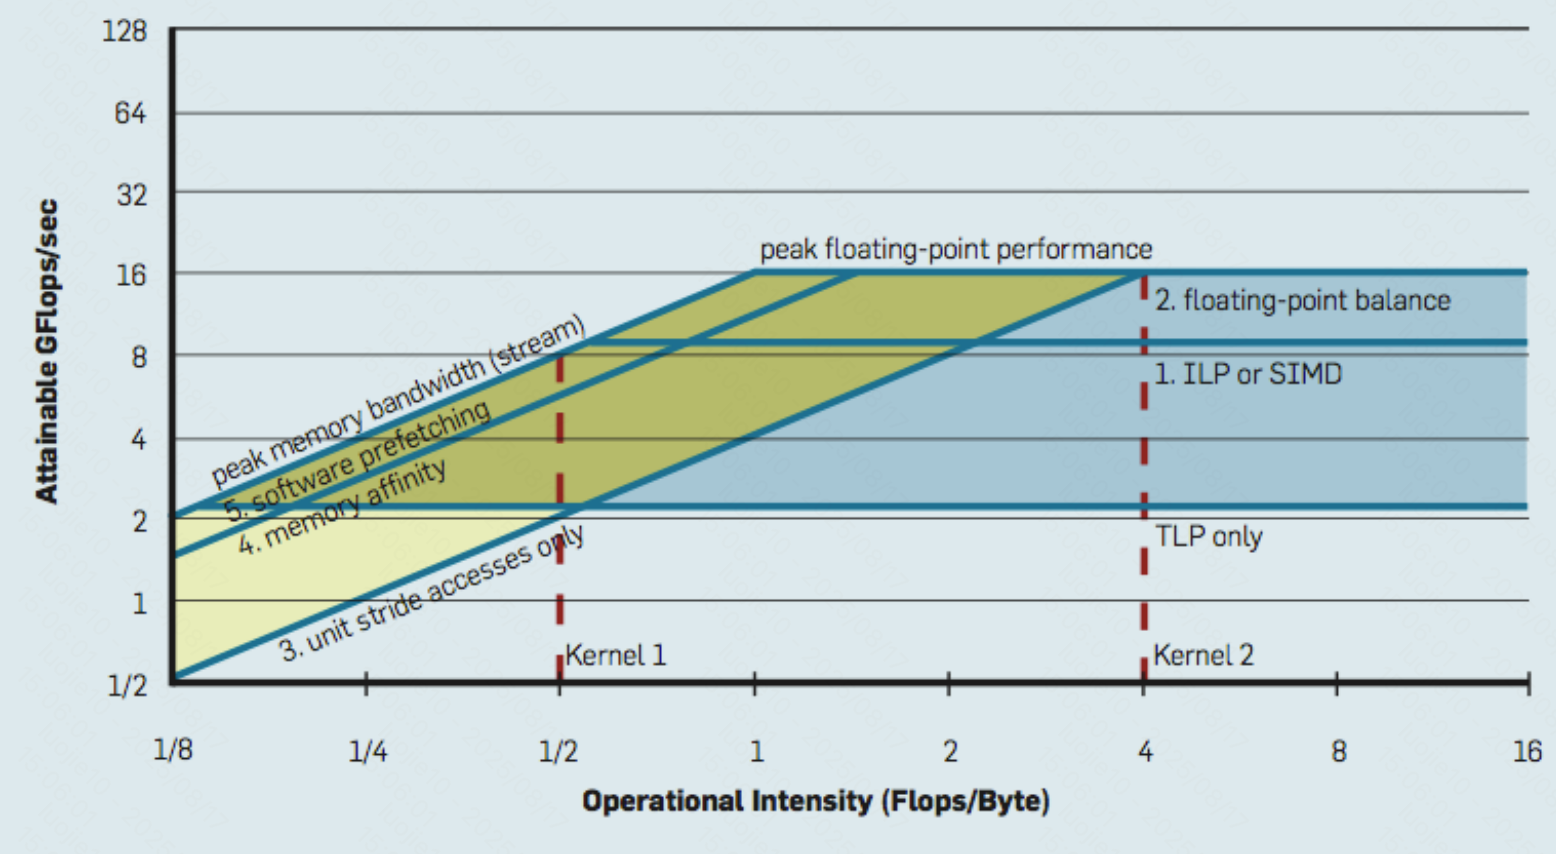 128
64
32
16
8
4
2
1
1/2
Attainable GFlops/sec
peak floating-point performance
2. floating-point balance
1. ILP or SIMD
peak memory bandwidth (stream)
5. software prefetching
4. memory affinity
3. unit stride accesses only
TLP only
Kernel 1
Kernel 2
1/8 1/4 1/2 1 2 4 8 16
Operational Intensity (Flops/Byte)